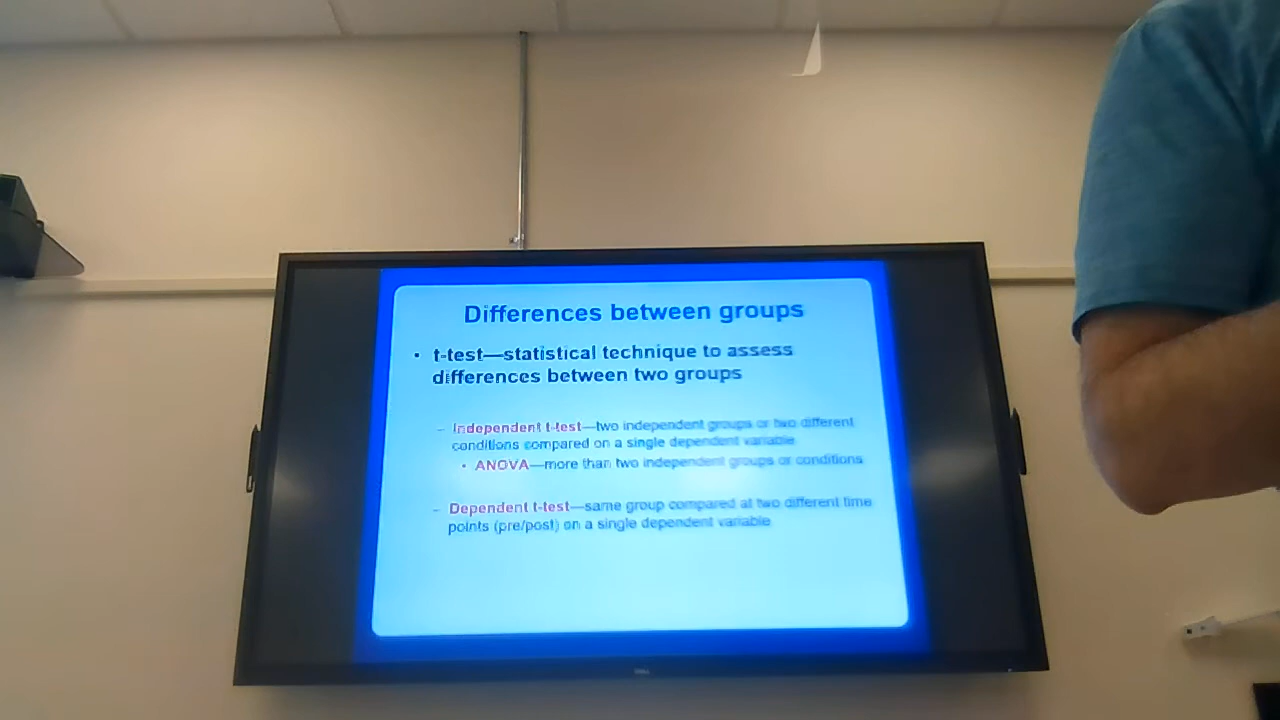 Differences between groups
• t-test—statistical technique to assess
differences between two groups
– Independent t-test—two independent groups or two different
conditions compared on a single dependent variable
• ANOVA—more than two independent groups or conditions
– Dependent t-test—same group compared at two different time
points (pre/post) on a single dependent variable
DELL